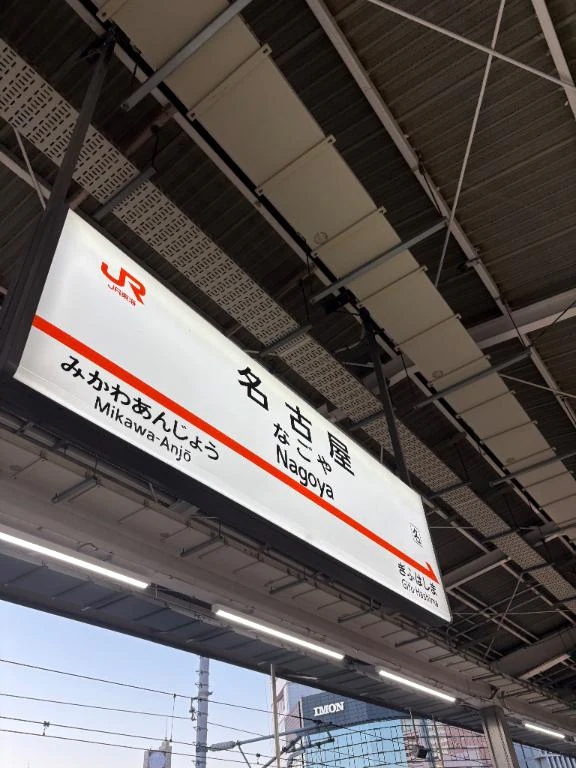 JR
JR東海
名古屋
なごや
Nagoya
みかわあんじょう
Mikawa-Anjō
ぎふはしま
Gifu-Hashima
IMON